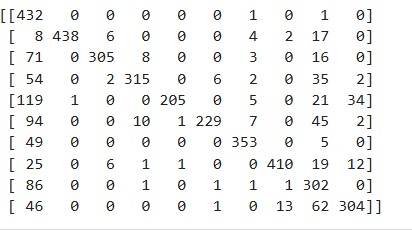 [[432 0 0 0 0 0 1 0 1 0]
[ 8 438 6 0 0 0 4 2 17 0]
[ 71 0 305 8 0 0 3 0 16 0]
[ 54 0 2 315 0 6 2 0 35 2]
[119 1 0 0 205 0 5 0 21 34]
[ 94 0 0 10 1 229 7 0 45 2]
[ 49 0 0 0 0 0 353 0 5 0]
[ 25 0 6 1 1 0 0 410 19 12]
[ 86 0 0 1 0 1 1 1 302 0]
[ 46 0 0 0 0 1 0 13 62 304]]